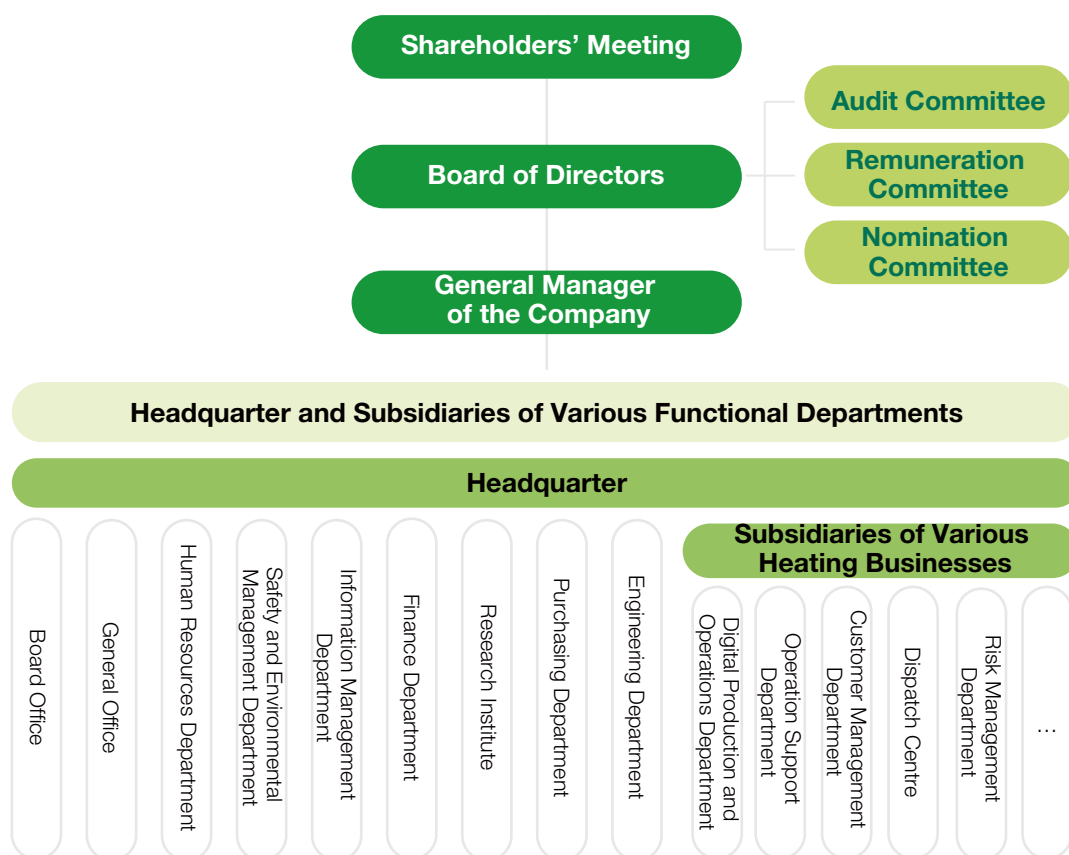 Shareholders’ Meeting
Audit Committee
Board of Directors
Remuneration
Committee
Nomination
Committee
General Manager
of the Company
Headquarter and Subsidiaries of Various Functional Departments
Headquarter
Subsidiaries of Various
Heating Businesses
Board Office
General Office
Human Resources Department
Safety and Environmental
Management Department
Information Management
Department
Finance Department
Research Institute
Purchasing Department
Engineering Department
Digital Production and
Operations Department
Operation Support
Department
Customer Management
Department
Dispatch Centre
Risk Management
Department
…